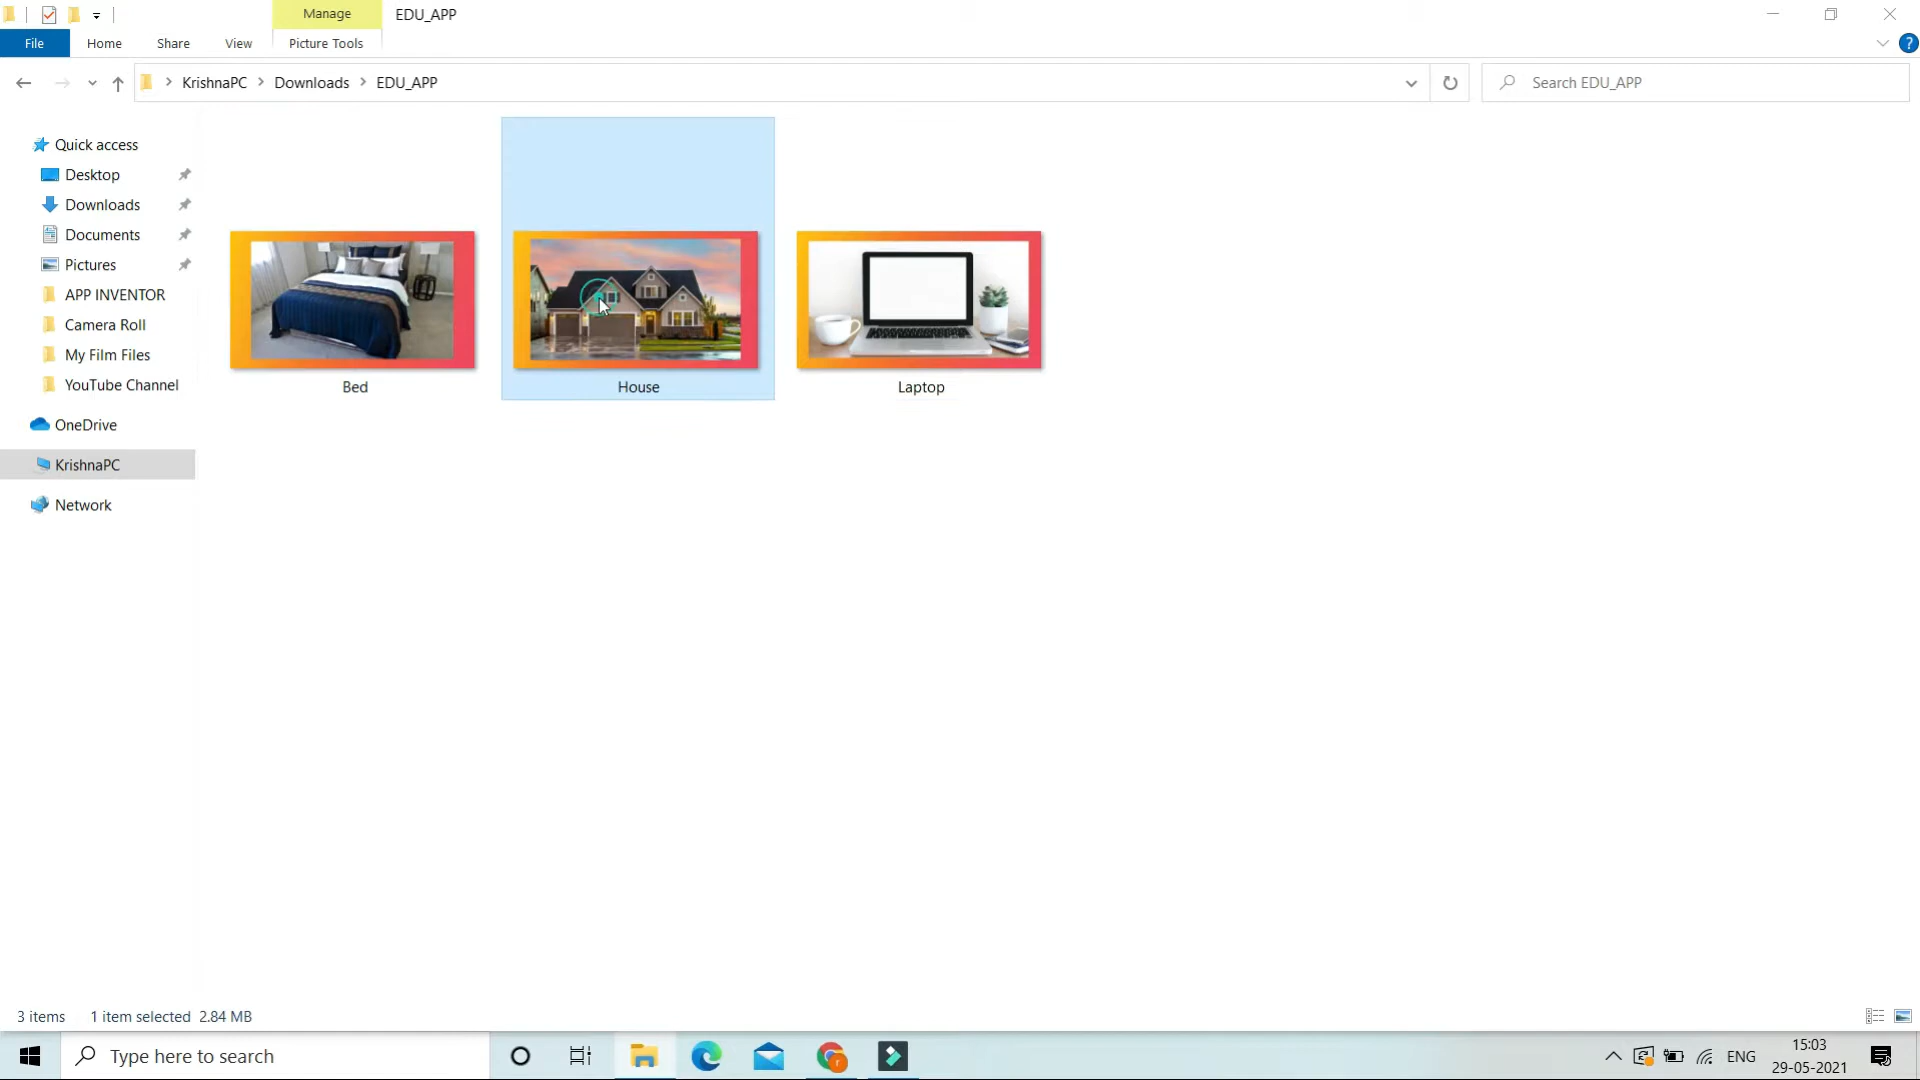 Manage
EDU_APP
File
Home
Share
View
Picture Tools
KrishnaPC
Downloads
EDU_APP
Search EDU_APP
Quick access
Desktop
Downloads
Documents
Pictures
APP INVENTOR
Camera Roll
My Film Files
YouTube Channel
OneDrive
KrishnaPC
Network
Bed
House
Laptop
3 items
1 item selected 2.84 MB
Type here to search
ENG
15:03
29-05-2021